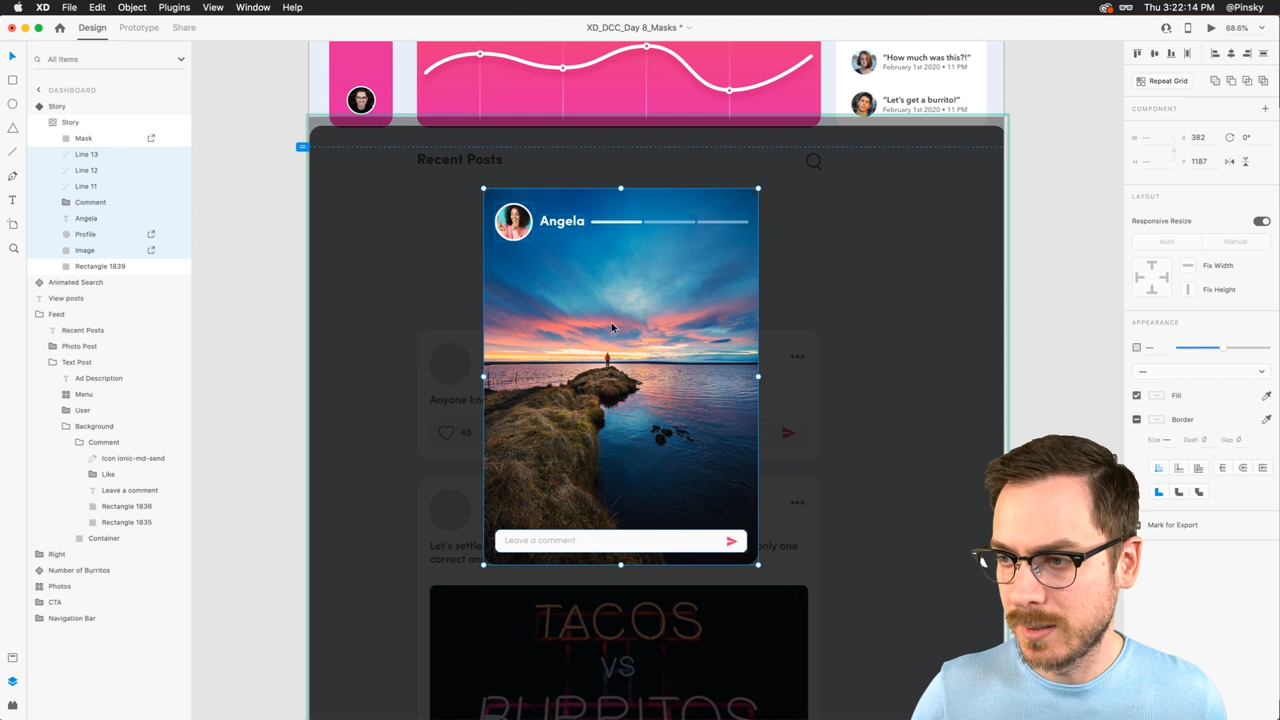 XD File Edit Object Plugins View Window Help
Thu 3:22:14 PM @Pinsky
Design Prototype Share
XD_DCC_Day 8_Masks *
68.6%
All Items
DASHBOARD
Story
Story
Mask
Line 13
Line 12
Line 11
Comment
Angela
Profile
Image
Rectangle 1839
Animated Search
View posts
Feed
Recent Posts
Photo Post
Text Post
Ad Description
Menu
User
Background
Comment
Icon ionic-md-send
Like
Leave a comment
Rectangle 1836
Rectangle 1835
Container
Right
Number of Burritos
Photos
CTA
Navigation Bar
"How much was this?!"
February 1st 2020 • 11 PM
"Let's get a burrito!"
February 1st 2020 • 11 PM
Recent Posts
Angela
Anyone kn
45
Leave a comment
Let's settle
only one
correct an
TACOS
VS
BURRITOS
Repeat Grid
COMPONENT
W X 382 0°
H Y 1187
LAYOUT
Responsive Resize
Auto Manual
Fix Width
Fix Height
APPEARANCE
Fill
Border
Size — Dash 0 Gap 0
Mark for Export